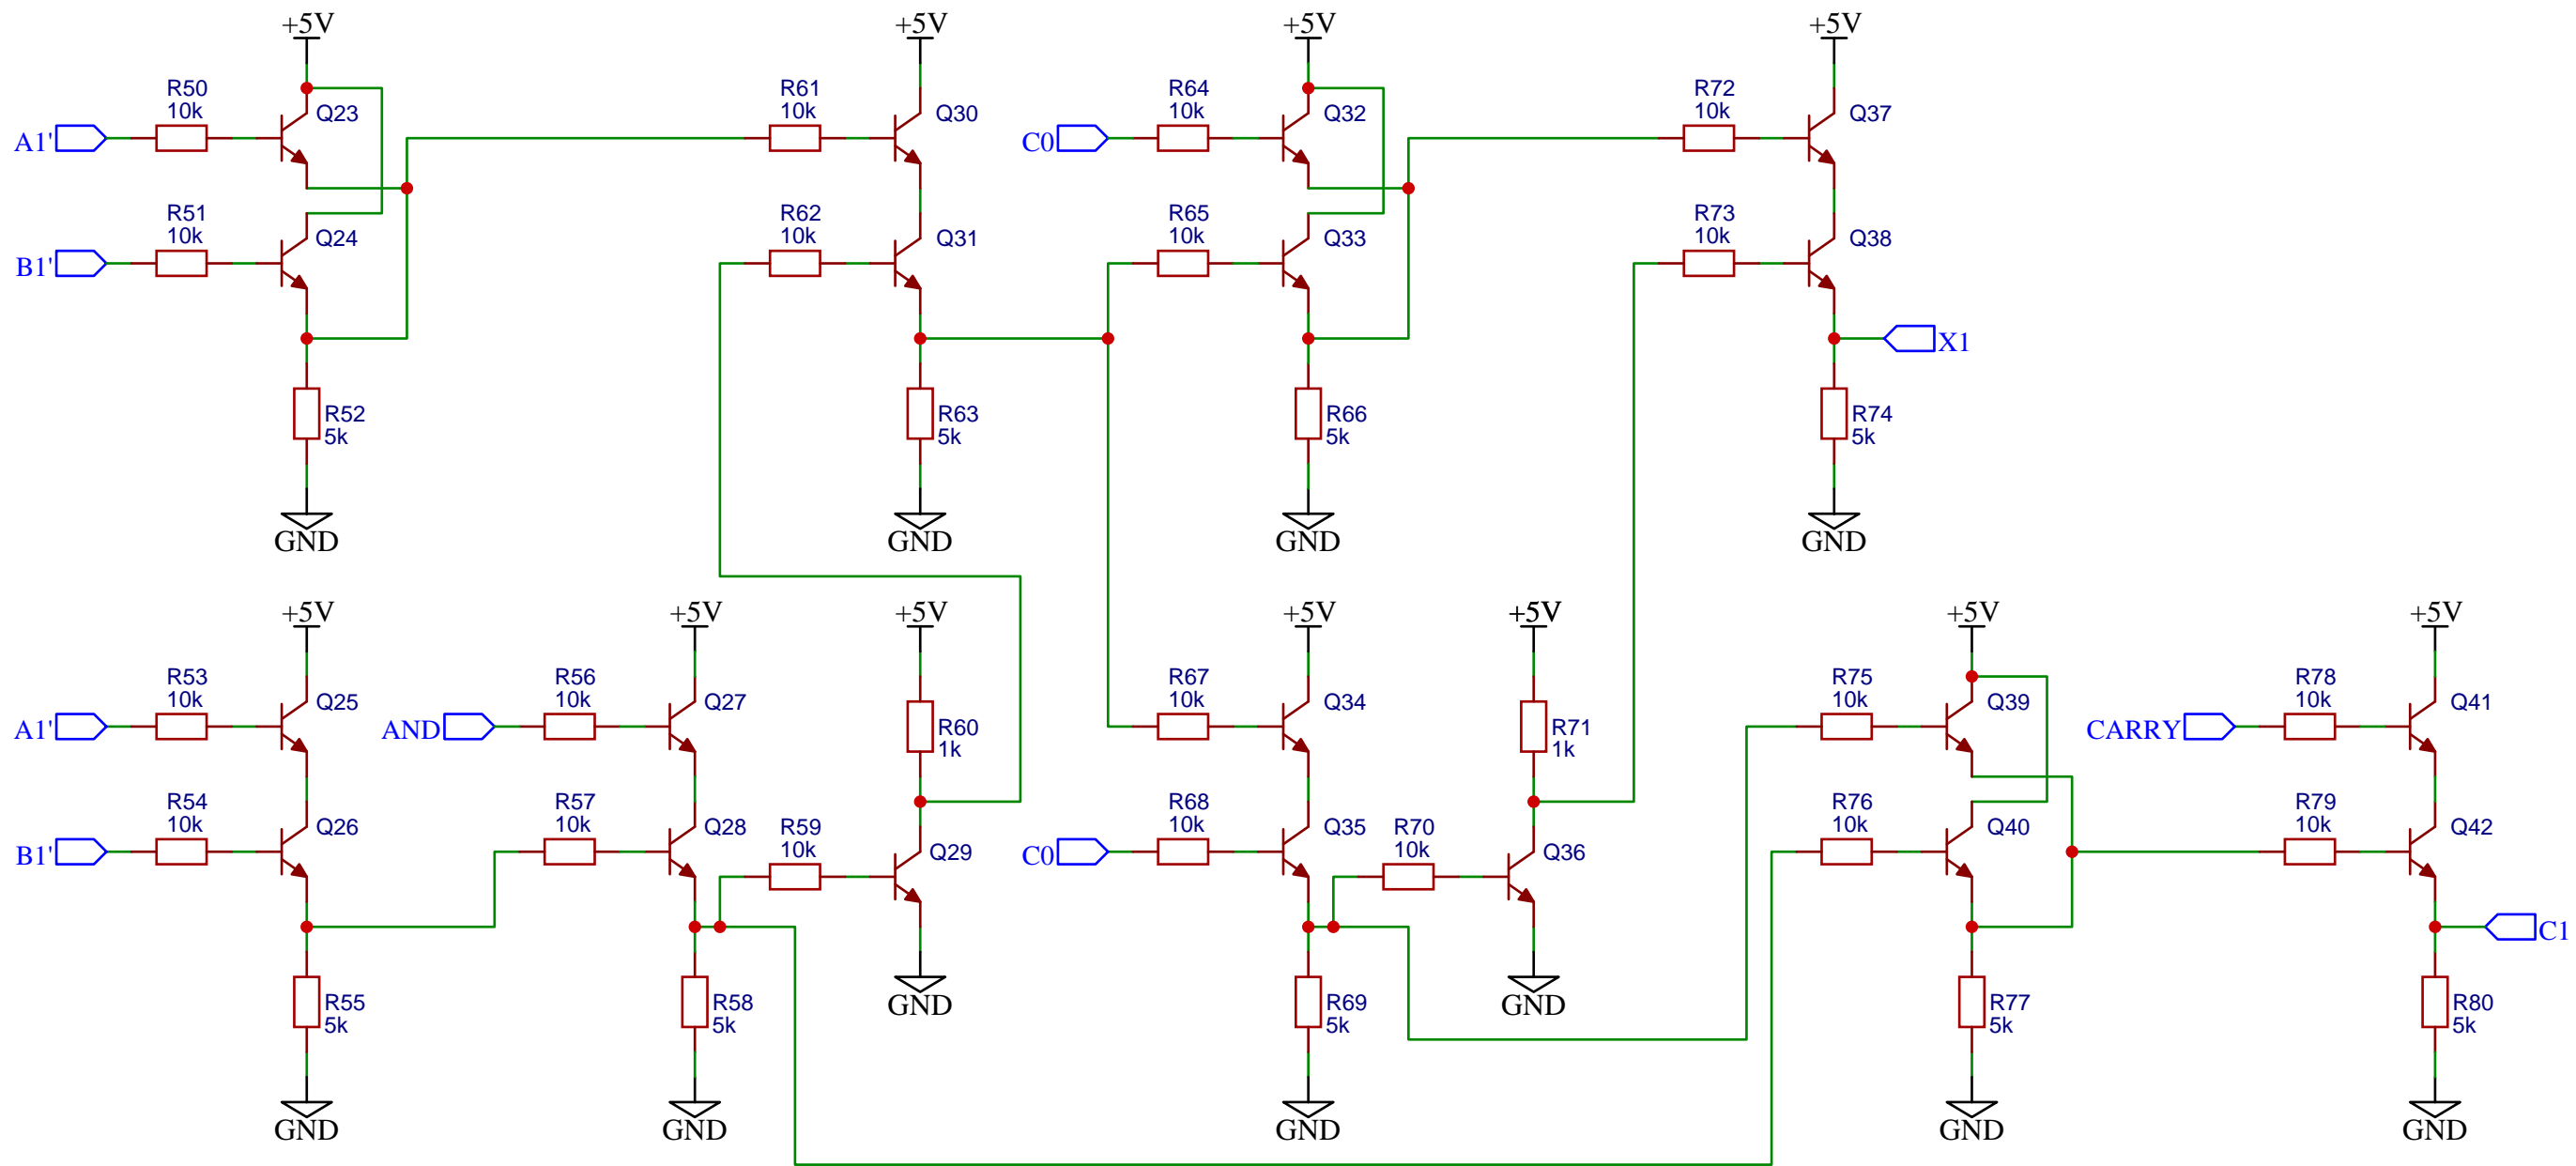 +5V
+5V
+5V
+5V
R50
10k
Q23
A1'
R51
10k
Q24
B1'
R52
5k
GND
R61
10k
Q30
R62
10k
Q31
R63
5k
GND
R64
10k
Q32
C0
R65
10k
Q33
R66
5k
GND
R72
10k
Q37
R73
10k
Q38
X1
R74
5k
GND
+5V
+5V
+5V
+5V
+5V
+5V
+5V
R53
10k
Q25
A1'
R54
10k
Q26
B1'
R55
5k
GND
R56
10k
Q27
AND
R57
10k
Q28
R58
5k
GND
R60
1k
R59
10k
Q29
GND
R67
10k
Q34
R68
10k
Q35
C0
R69
5k
GND
R71
1k
R70
10k
Q36
GND
R75
10k
Q39
R76
10k
Q40
R77
5k
GND
R78
10k
Q41
CARRY
R79
10k
Q42
C1
R80
5k
GND